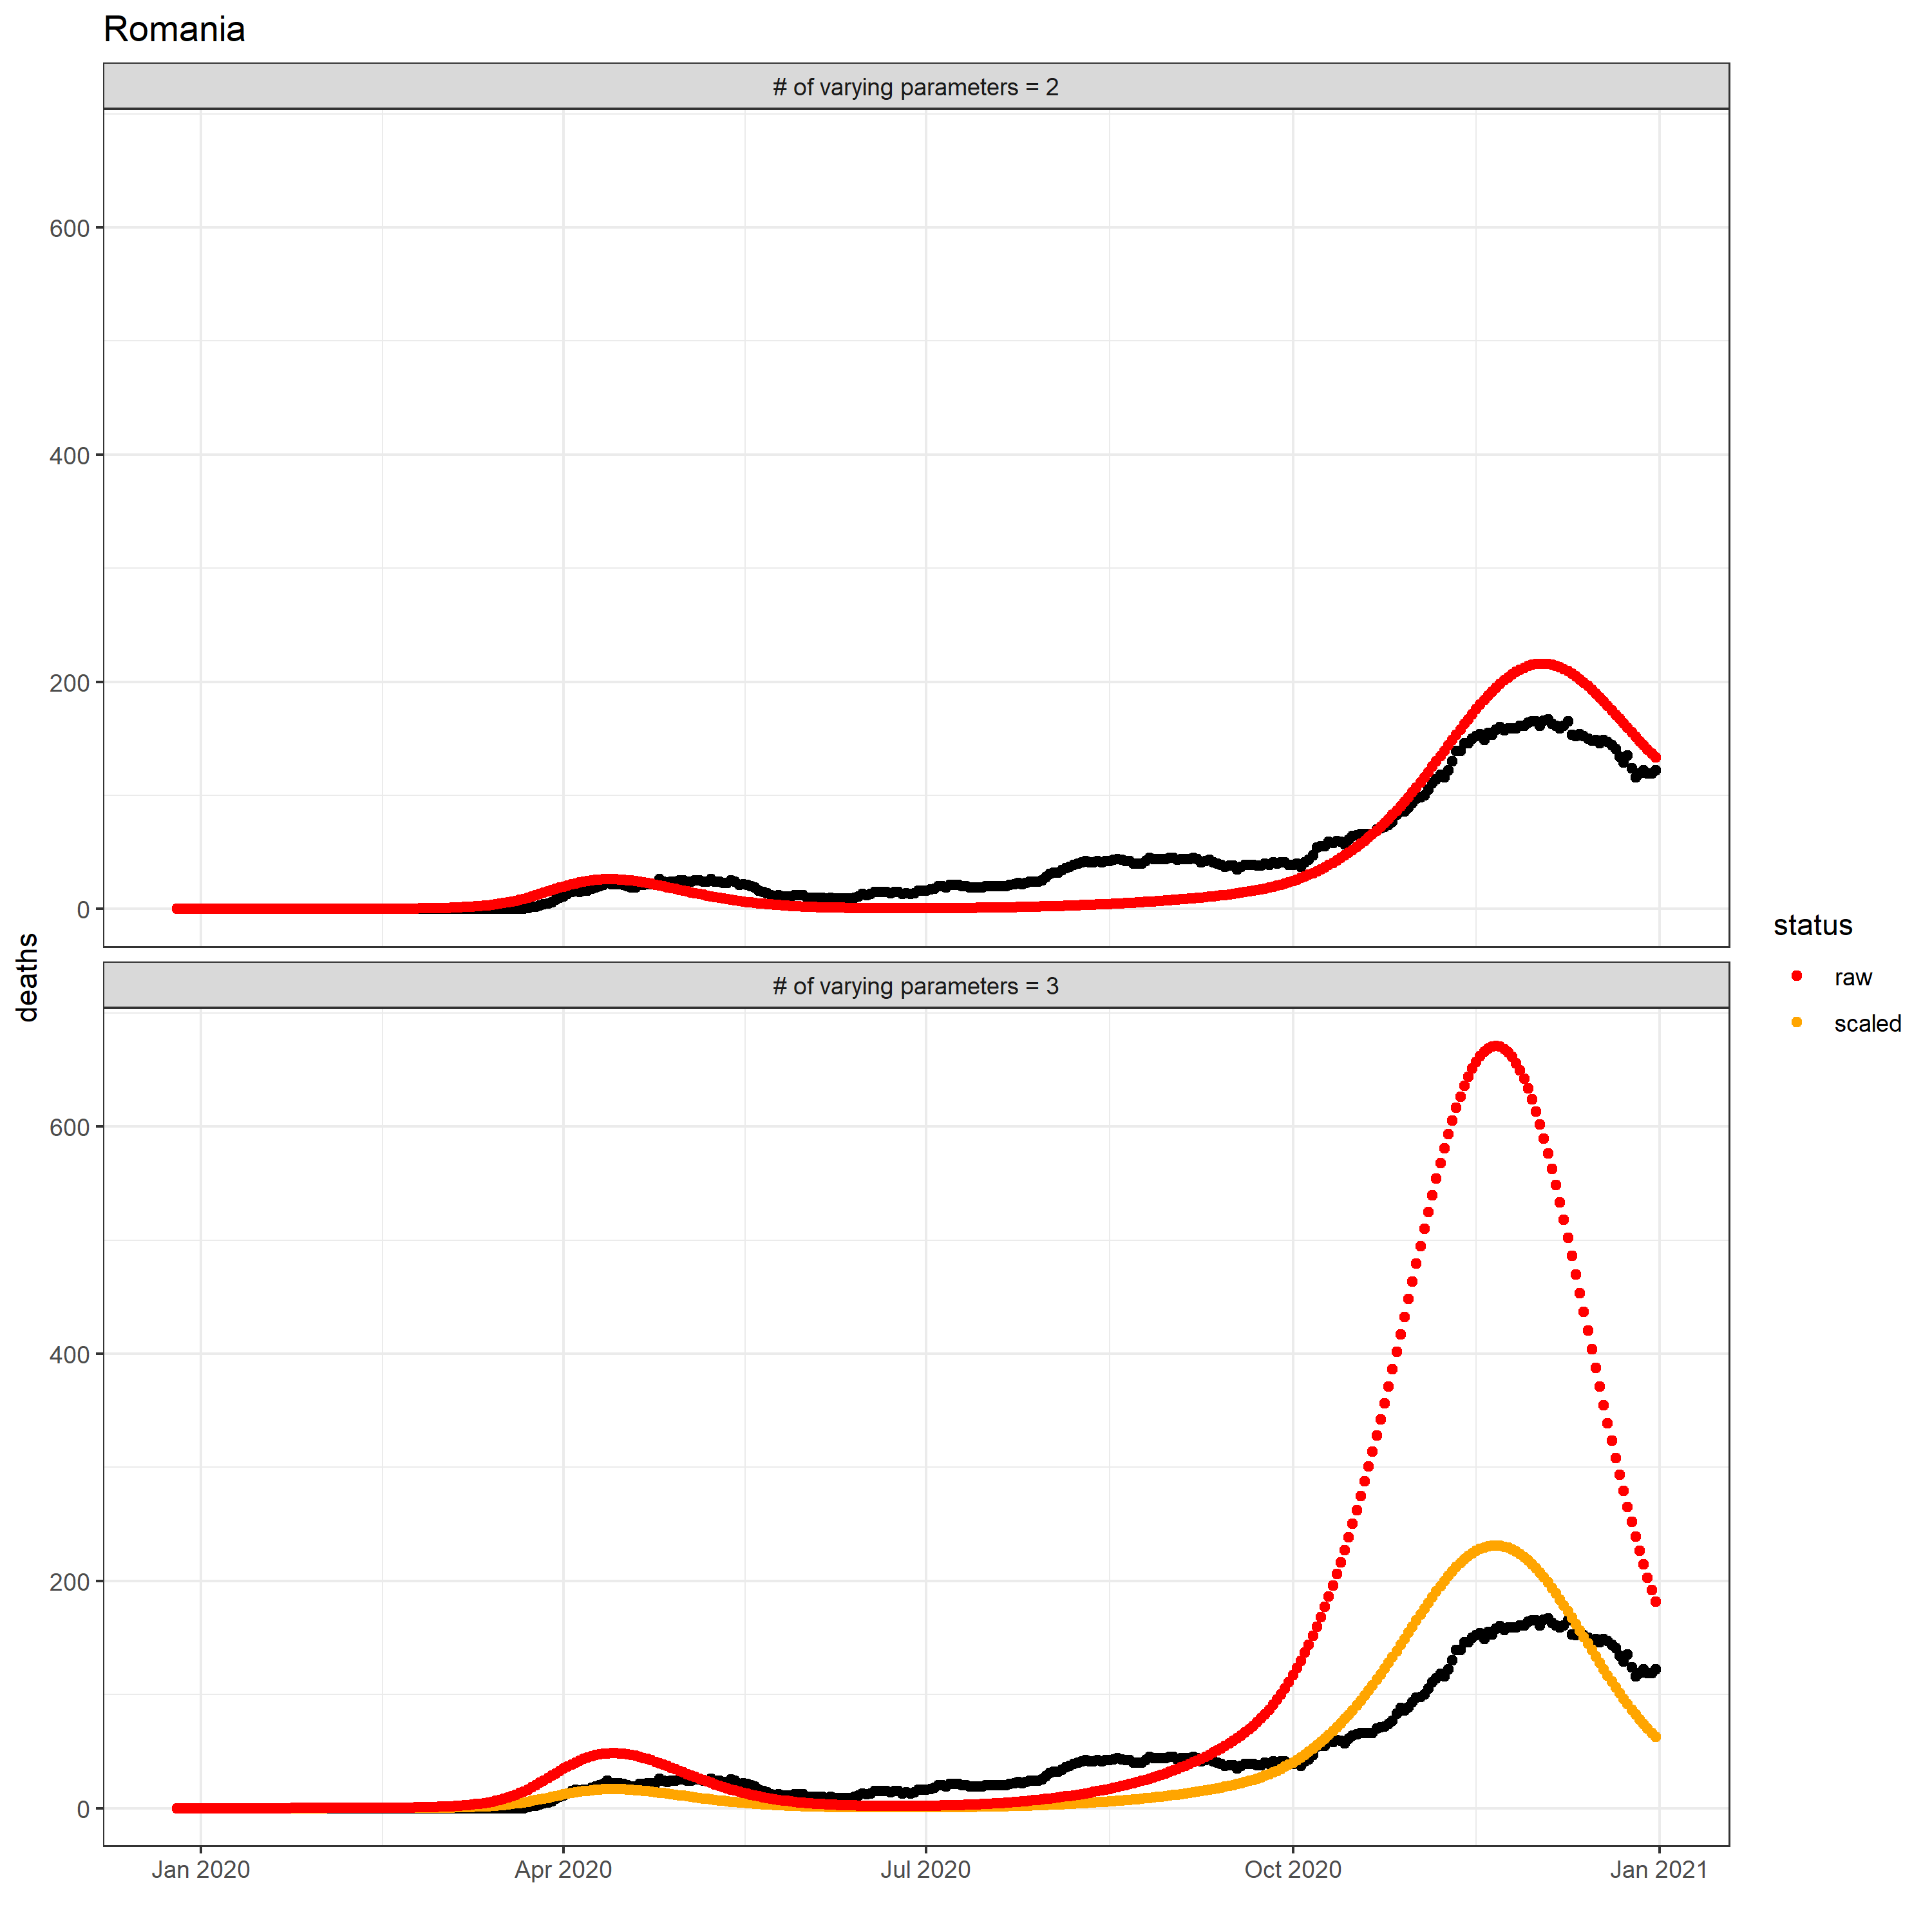 Romania
# of varying parameters = 2
600
400
200
0
deaths
# of varying parameters = 3
600
400
200
0
Jan 2020
Apr 2020
Jul 2020
Oct 2020
Jan 2021
status
raw
scaled